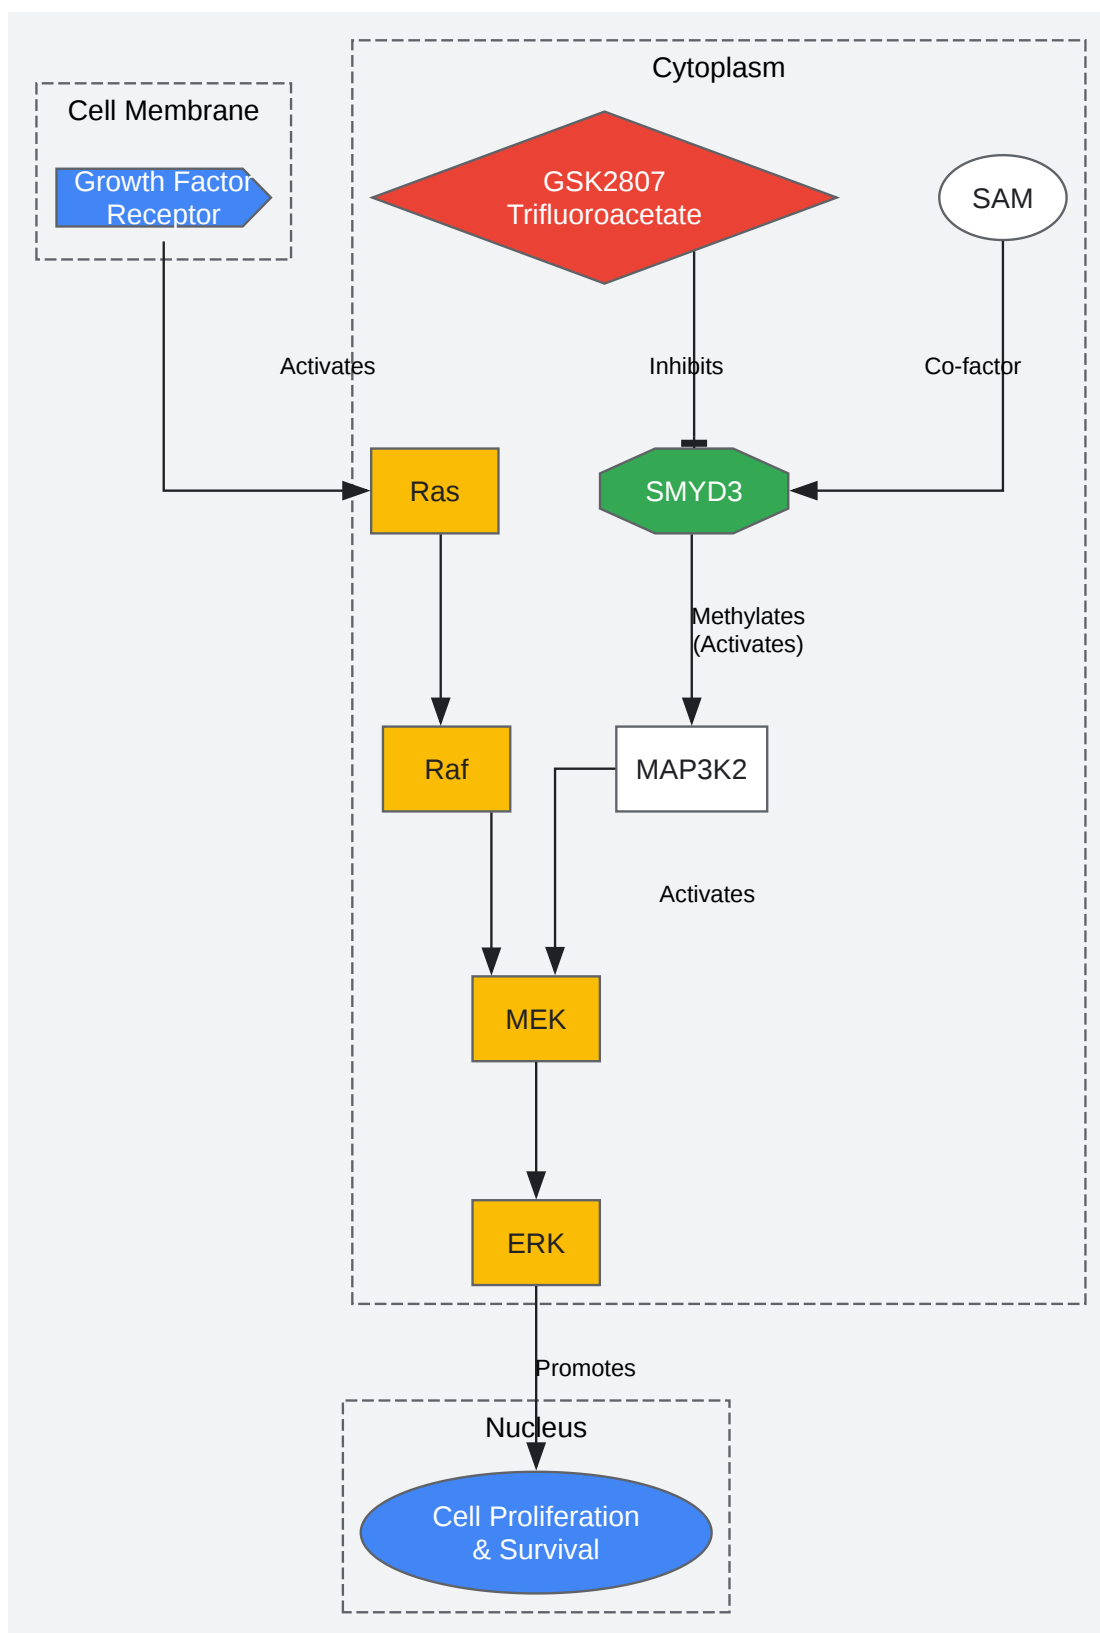 Cytoplasm
Cell Membrane
Growth Factor
Receptor
GSK2807
Trifluoroacetate
SAM
Activates
Inhibits
Co-factor
Ras
SMYD3
Methylates
(Activates)
Raf
MAP3K2
Activates
MEK
ERK
Promotes
Nucleus
Cell Proliferation
& Survival